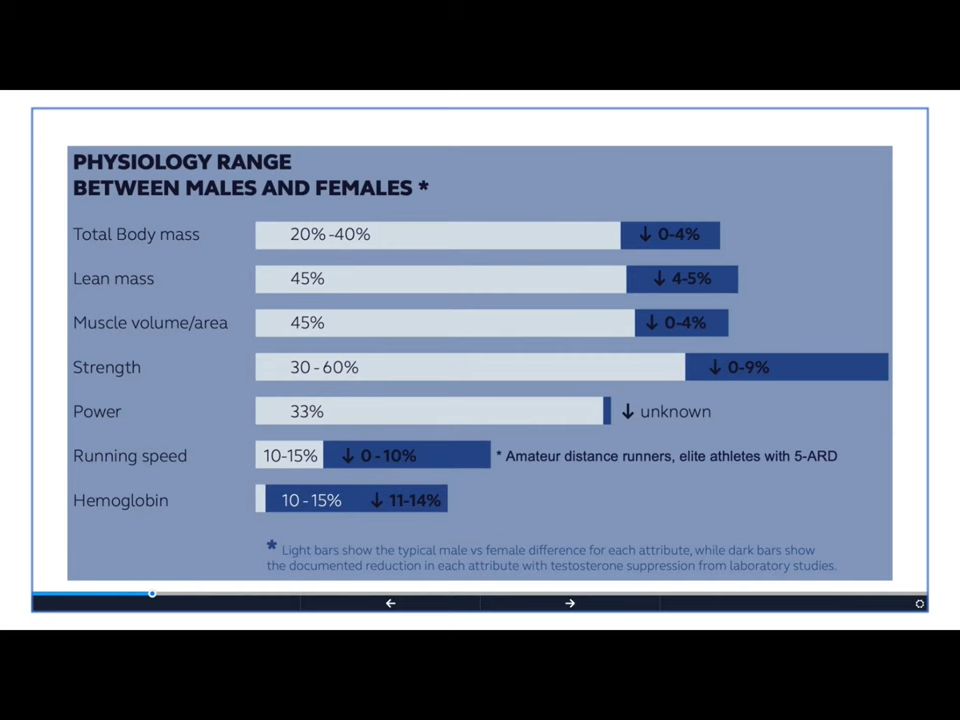 PHYSIOLOGY RANGE
BETWEEN MALES AND FEMALES *
Total Body mass 20% -40% ↓ 0-4%
Lean mass 45% ↓ 4-5%
Muscle volume/area 45% ↓ 0-4%
Strength 30 - 60% ↓ 0-9%
Power 33% ↓ unknown
Running speed 10-15% ↓ 0 - 10% * Amateur distance runners, elite athletes with 5-ARD
Hemoglobin 10 - 15% ↓ 11-14%
* Light bars show the typical male vs female difference for each attribute, while dark bars show
the documented reduction in each attribute with testosterone suppression from laboratory studies.